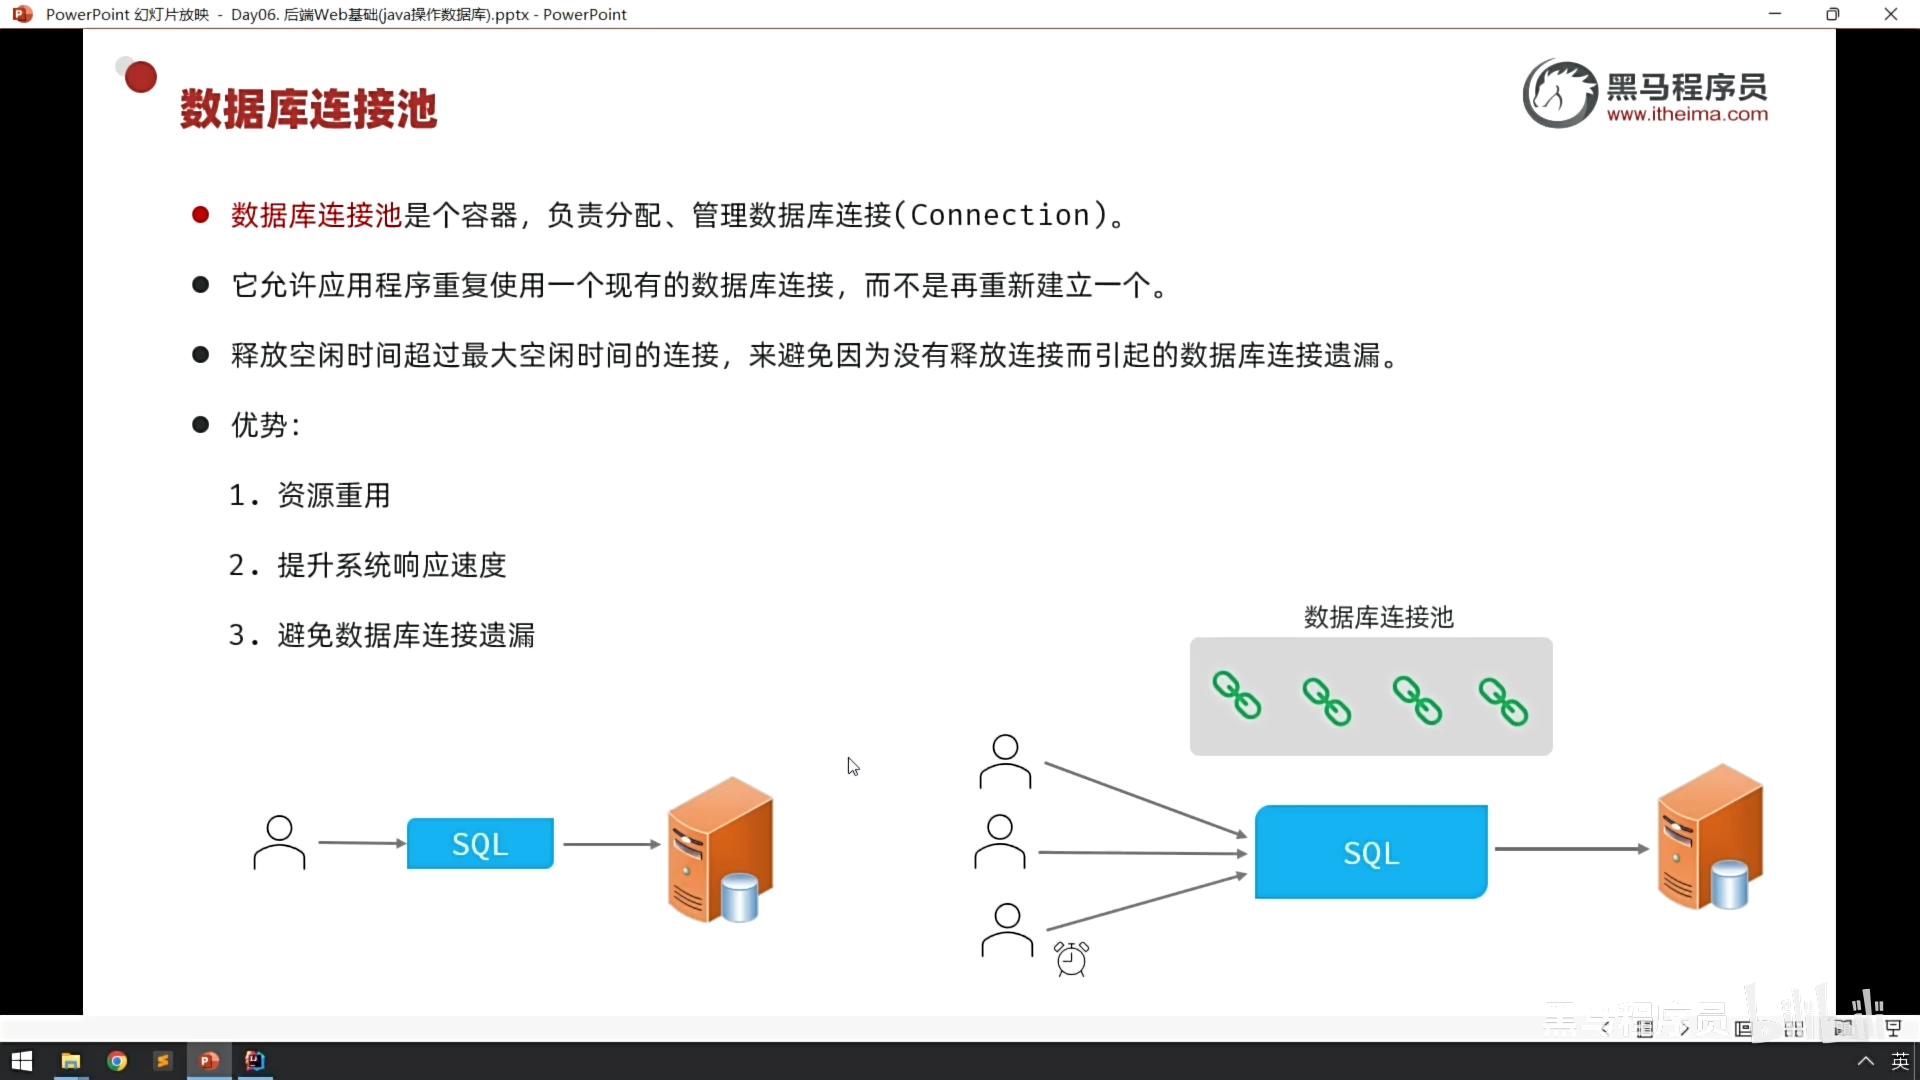 PowerPoint 幻灯片放映 - Day06. 后端Web基础(java操作数据库).pptx - PowerPoint
黑马程序员
www.itheima.com
数据库连接池
数据库连接池是个容器，负责分配、管理数据库连接(Connection)。
它允许应用程序重复使用一个现有的数据库连接，而不是再重新建立一个。
释放空闲时间超过最大空闲时间的连接，来避免因为没有释放连接而引起的数据库连接遗漏。
优势：
1. 资源重用
2. 提升系统响应速度
3. 避免数据库连接遗漏
数据库连接池
SQL
SQL
黑马程序员 bilibili
英